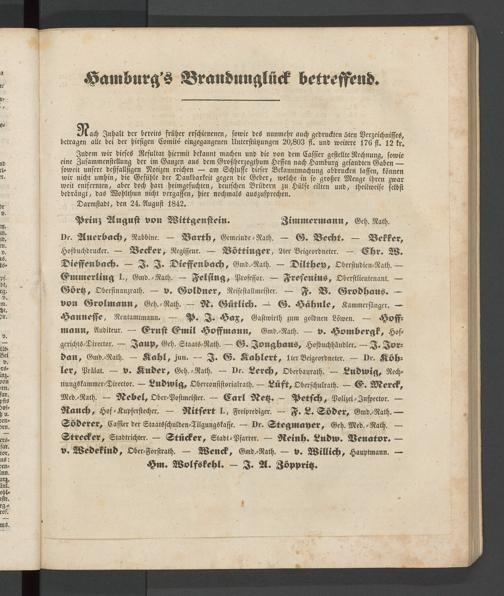 Hamburg's Brandunglück betreffend.
Nach Inhalt der bereits früher erschienenen, sowie des nunmehr auch gedruckten 5ten Verzeichnisses,
betragen alle bei der hiesigen Comité eingegangenen Unterstützungen 20,803 fl. und weitere 176 fl. 12 kr.
Indem wir dieses Resultat hiermit bekannt machen und die von dem Cassier gestellte Rechnung, sowie
eine Zusammenstellung der im Ganzen aus dem Großherzogthum Hessen nach Hamburg gesandten Gaben —
soweit unsere desfallsigen Notizen reichen — am Schlusse dieser Bekanntmachung abdrucken lassen, können
wir nicht umhin, die Gefühle der Dankbarkeit gegen die Geber, welche in so großer Menge ihren zwar
weit entfernten, aber doch hart heimgesuchten, deutschen Brüdern zu Hülfe eilten und, theilweise selbst
bedrängt, das Wohlthun nicht vergaßen, hier nochmals auszusprechen.
Darmstadt, den 24. August 1842.
Prinz August von Wittgenstein. Zimmermann, Geh. Rath.
Dr. Auerbach, Rabbine. — Barth, Gemeinde-Rath. — G. Becht. — Bekker,
Hofbuchdrucker. — Becker, Regisseur. — Böttinger, 2ter Beigeordneter. — Chr. W.
Dieffenbach. — J. J. Dieffenbach, Gmd.-Rath. — Dilthey, Oberstudien-Rath. —
Emmerling I., Gmd.-Rath. — Felsing, Professor. — Fresenius, Oberstlieutenant. —
Görtz, Oberfinanzrath. — v. Goldner, Reisestallmeister. — F. B. Grodhaus. —
von Grolmann, Geh.-Rath. — N. Gütlich. — G. Hähnle, Kammersänger. —
Hannesse, Rentamtmann. — P. J. Hax, Gastwirth zum goldnen Löwen. — Hoff-
mann, Auditeur. — Ernst Emil Hoffmann, Gmd.-Rath. — v. Hombergk, Hof-
gerichts-Director. — Jaup, Geh. Staats-Rath. — G. Jonghaus, Hofbuchhändler. — J. Jor-
dan, Gmd.-Rath. — Kahl, jun. — J. G. Kahlert, 1ter Beigeordneter. — Dr. Köh-
ler, Prälat. — v. Kuder, Geh.-Rath. — Dr. Lerch, Oberbaurath. — Ludwig, Rech-
nungskammer-Director. — Ludwig, Oberconsistorialrath. — Lüft, Oberschulrath. — E. Merck,
Med.-Rath. — Nebel, Ober-Postmeister. — Carl Netz. — Petsch, Polizei-Inspector. —
Rauch, Hof-Kupferstecher. — Ritsert I., Freiprediger. — F. L. Söder, Gmd.-Rath. —
Söderer, Cassier der Staatsschulden-Tilgungskasse. — Dr. Stegmayer, Geh. Med.-Rath. —
Strecker, Stadtrichter. — Stücker, Stadt-Pfarrer. — Reinh. Ludw. Venator. —
v. Wedekind, Ober-Forstrath. — Wenck, Gmd.-Rath. — v. Willich, Hauptmann. —
Hm. Wolfskehl. — J. A. Zöppritz.